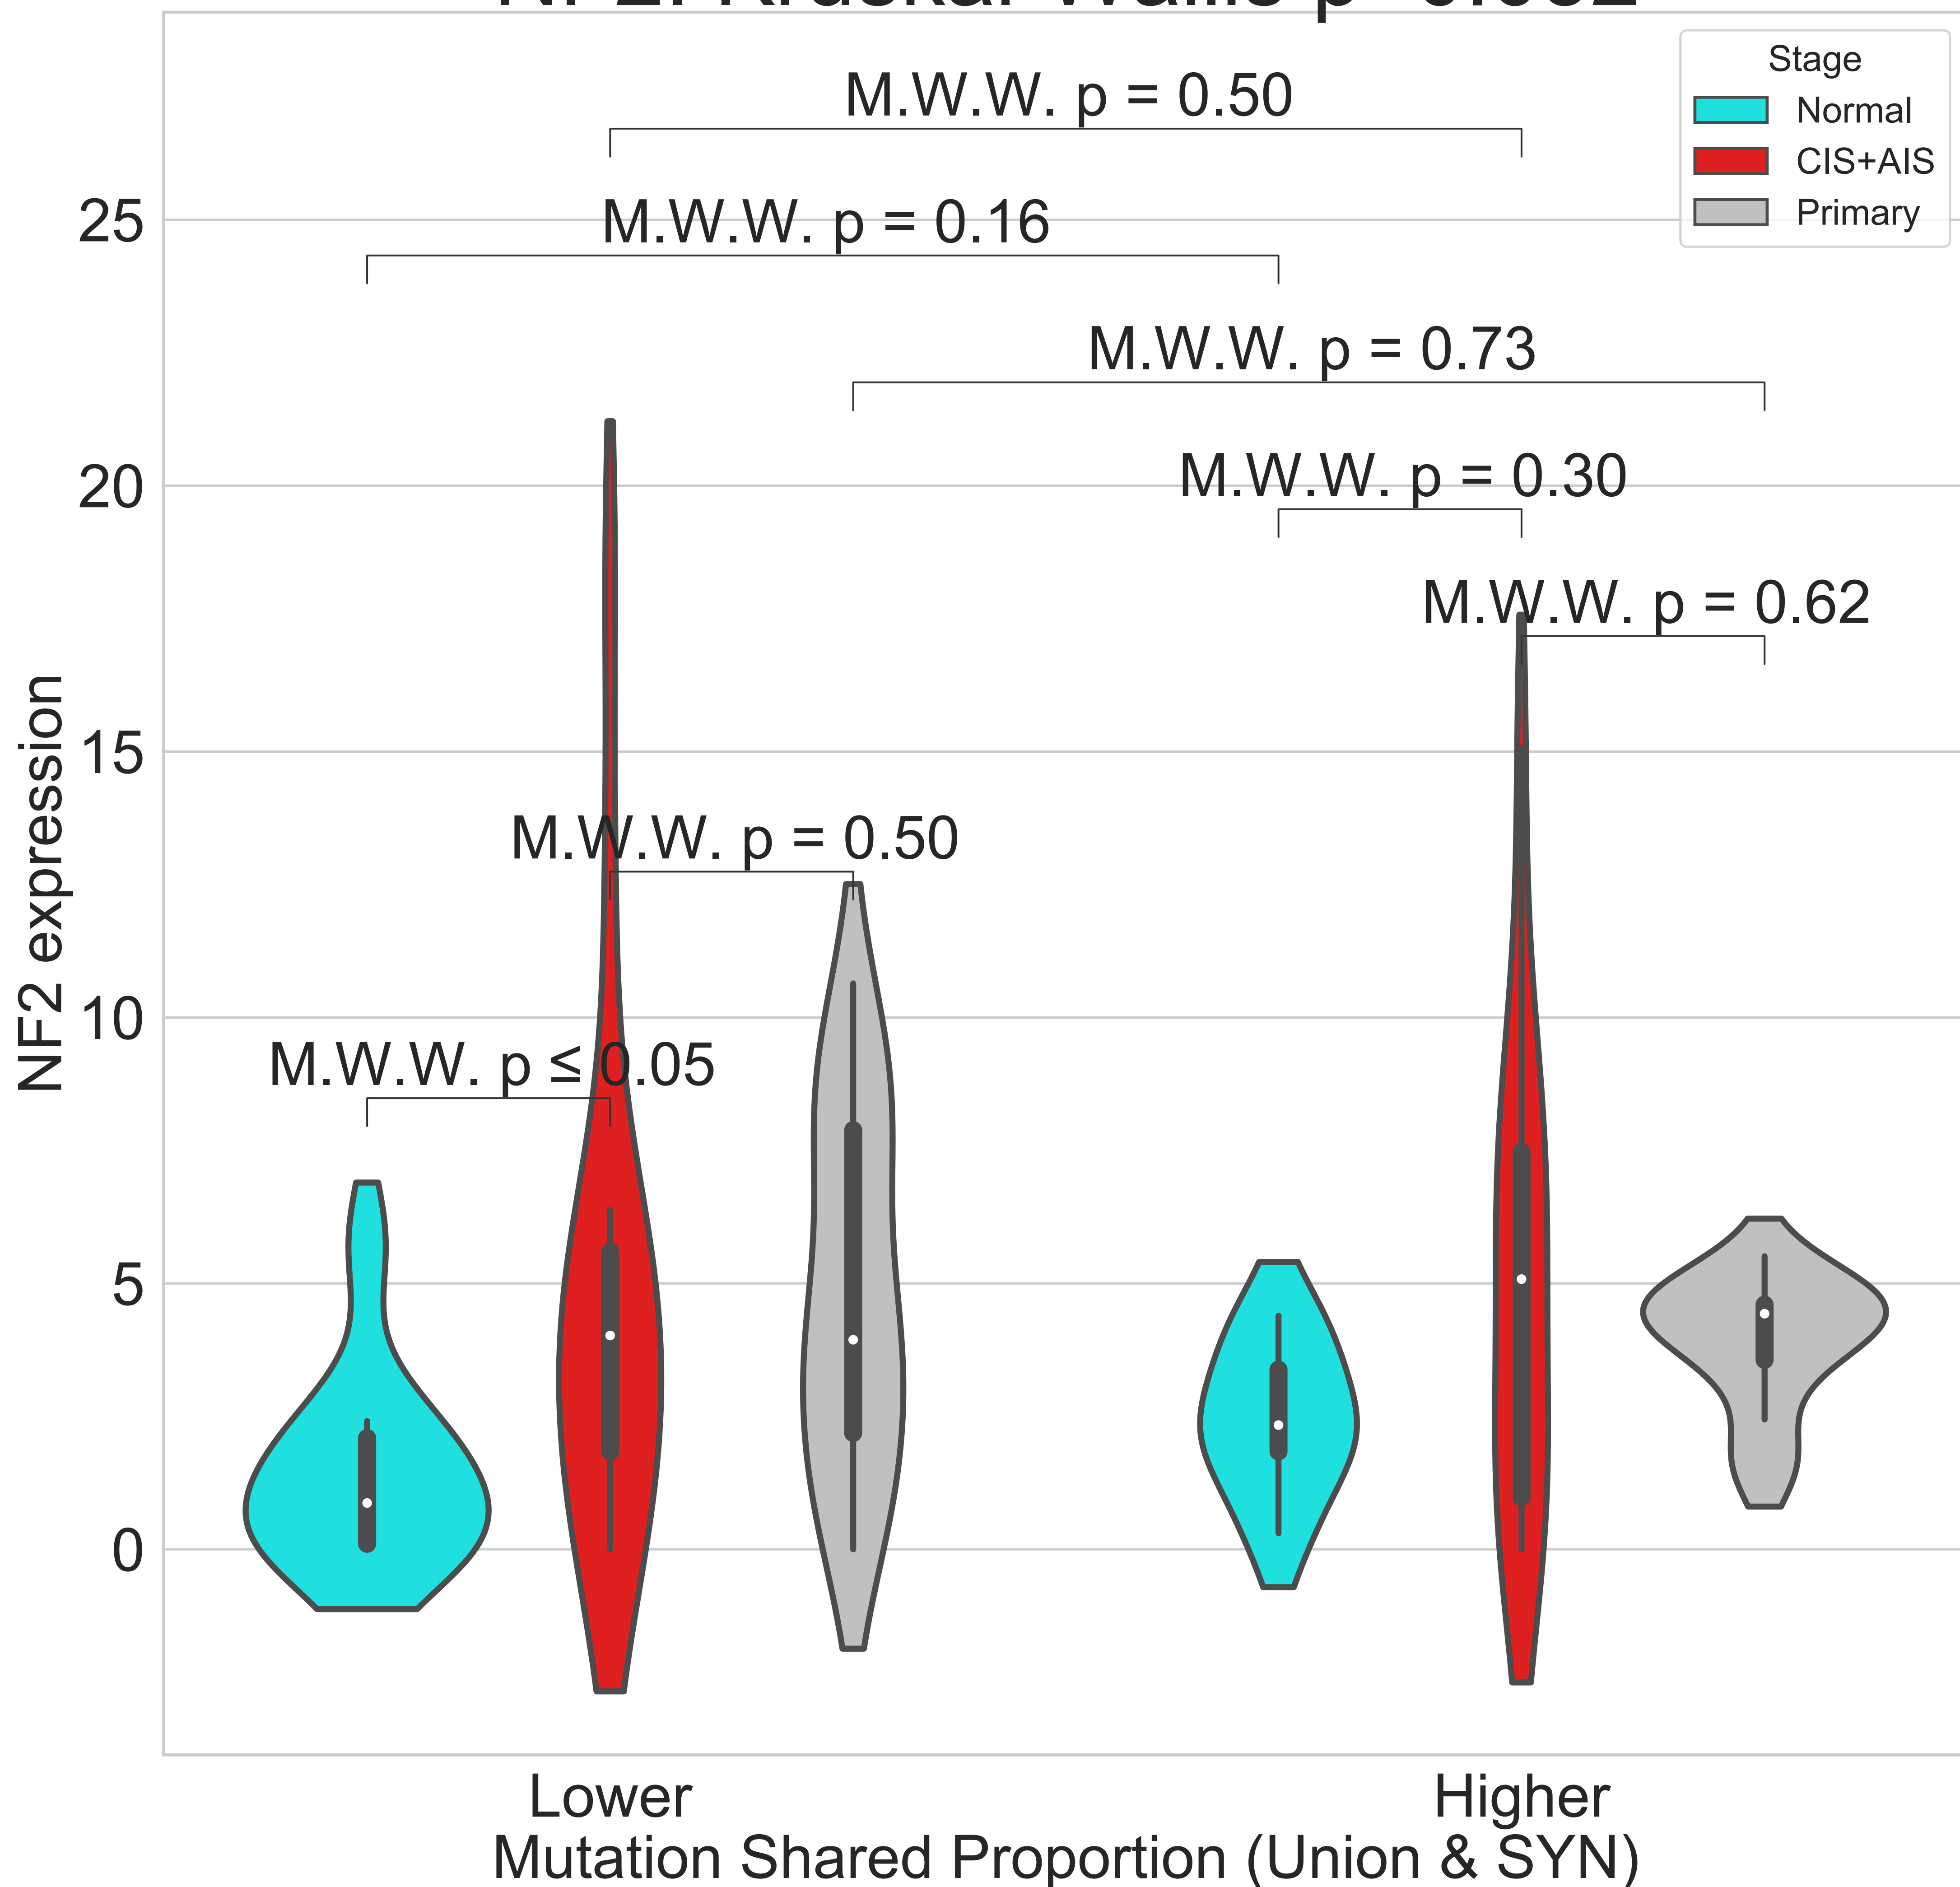 Stage
Normal
CIS+AIS
Primary
M.W.W. p = 0.50
M.W.W. p = 0.16
M.W.W. p = 0.73
M.W.W. p = 0.30
M.W.W. p = 0.62
M.W.W. p = 0.50
M.W.W. p ≤ 0.05
25
20
15
10
5
0
NF2 expression
Lower
Higher
Mutation Shared Proportion (Union & SYN)